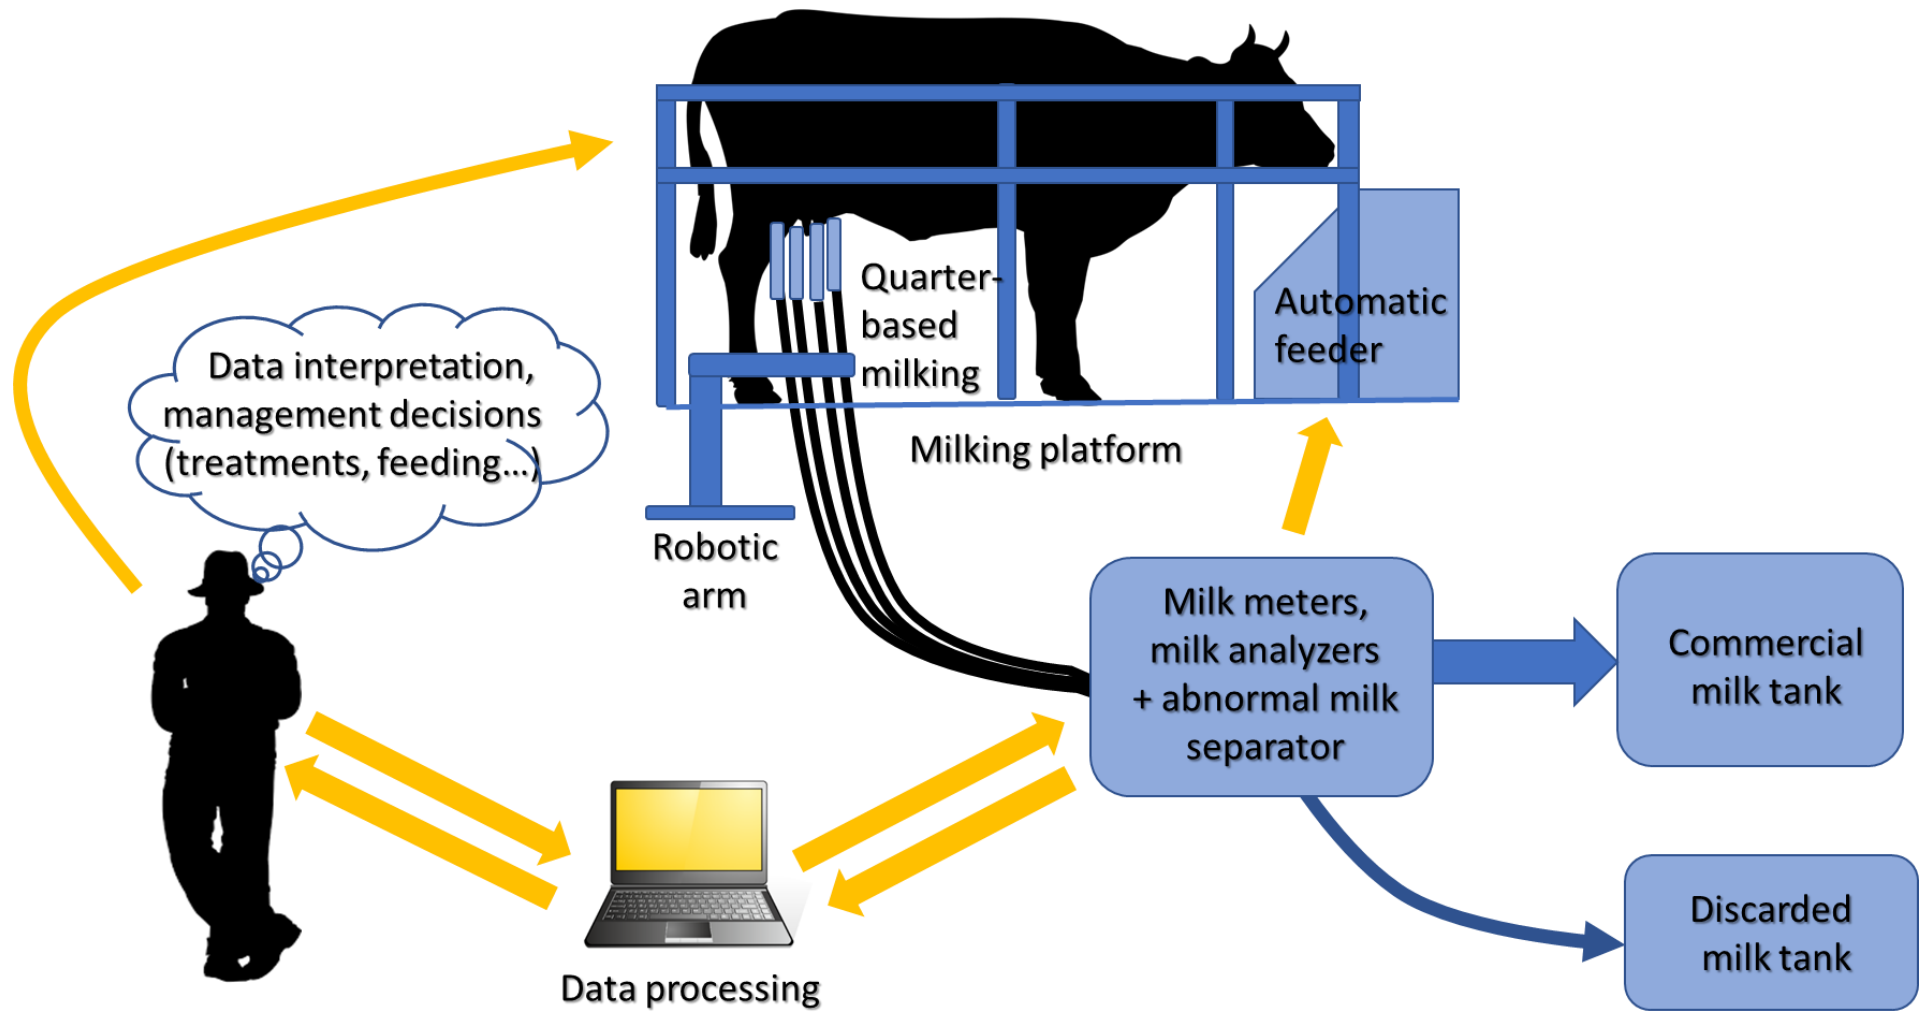 Quarter-
based
milking
Automatic
feeder
Data interpretation,
management decisions
(treatments, feeding...)
Milking platform
Robotic
arm
Milk meters,
milk analyzers
+ abnormal milk
separator
Commercial
milk tank
Discarded
milk tank
Data processing